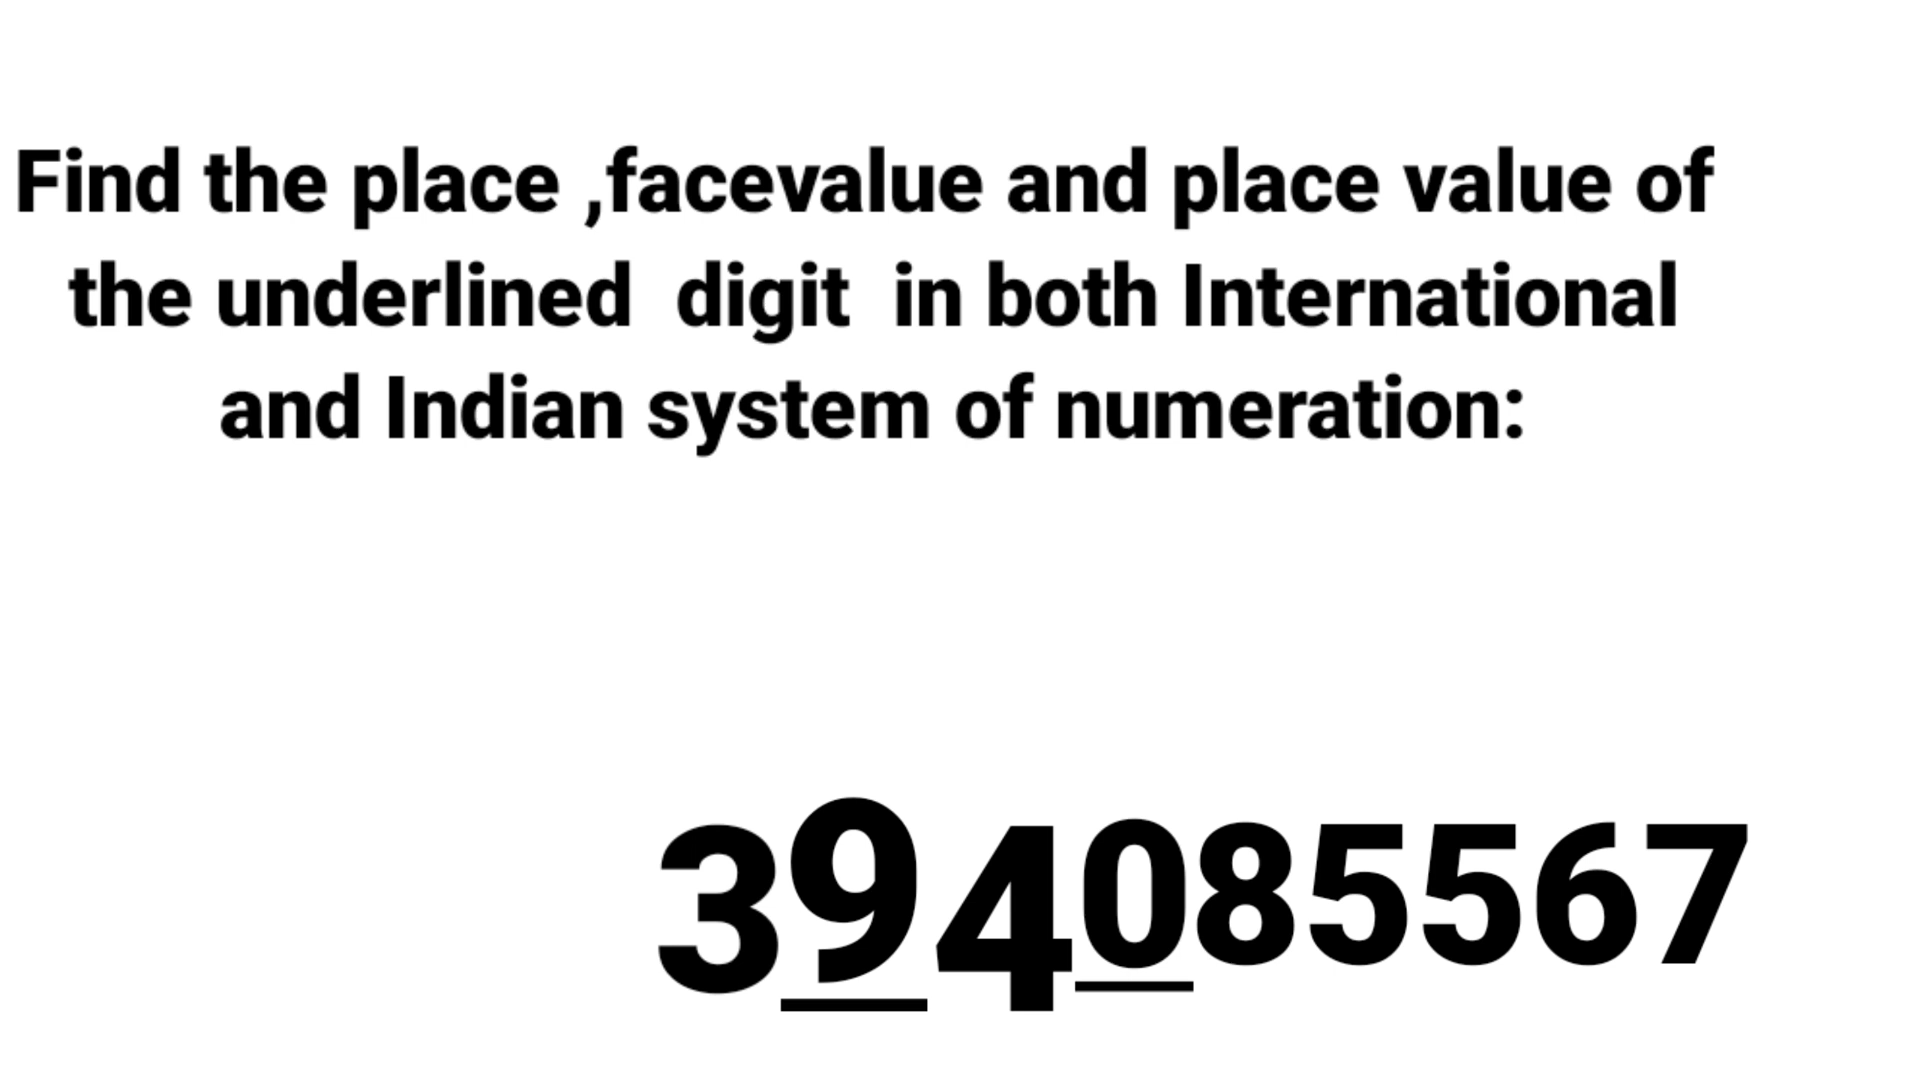 Find the place ,facevalue and place value of
the underlined digit in both International
and Indian system of numeration:
394085567